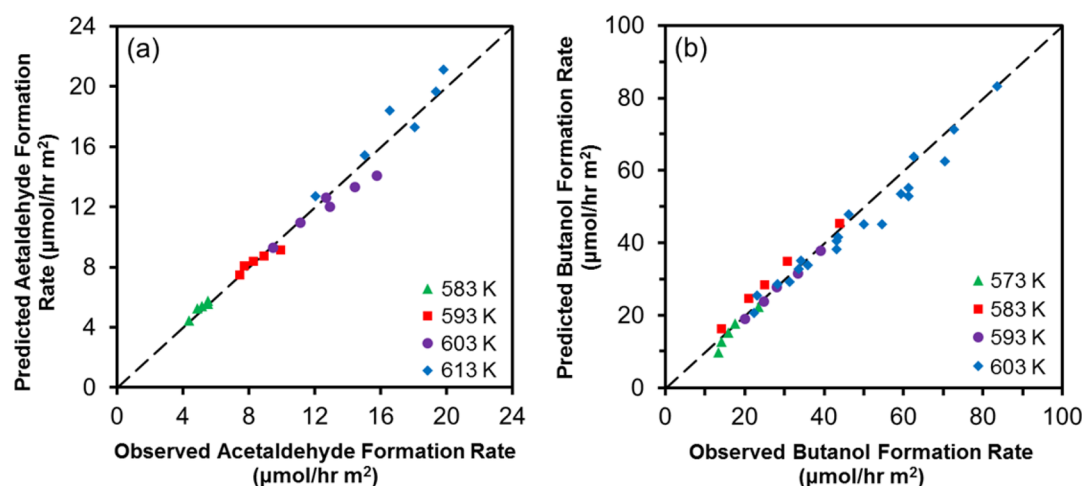 (a)
Predicted Aetaldehyde Formation
Rate (µmol/hr m²)
24
20
16
12
8
4
0
583 K
593 K
603 K
613 K
0 4 8 12 16 20 24
Observed Acetaldehyde Formation Rate
(µmol/hr m²)
(b)
Predicted Butanol Formation Rate
(µmol/hr m²)
100
80
60
40
20
0
573 K
583 K
593 K
603 K
0 20 40 60 80 100
Observed Butanol Formation Rate
(µmol/hr m²)